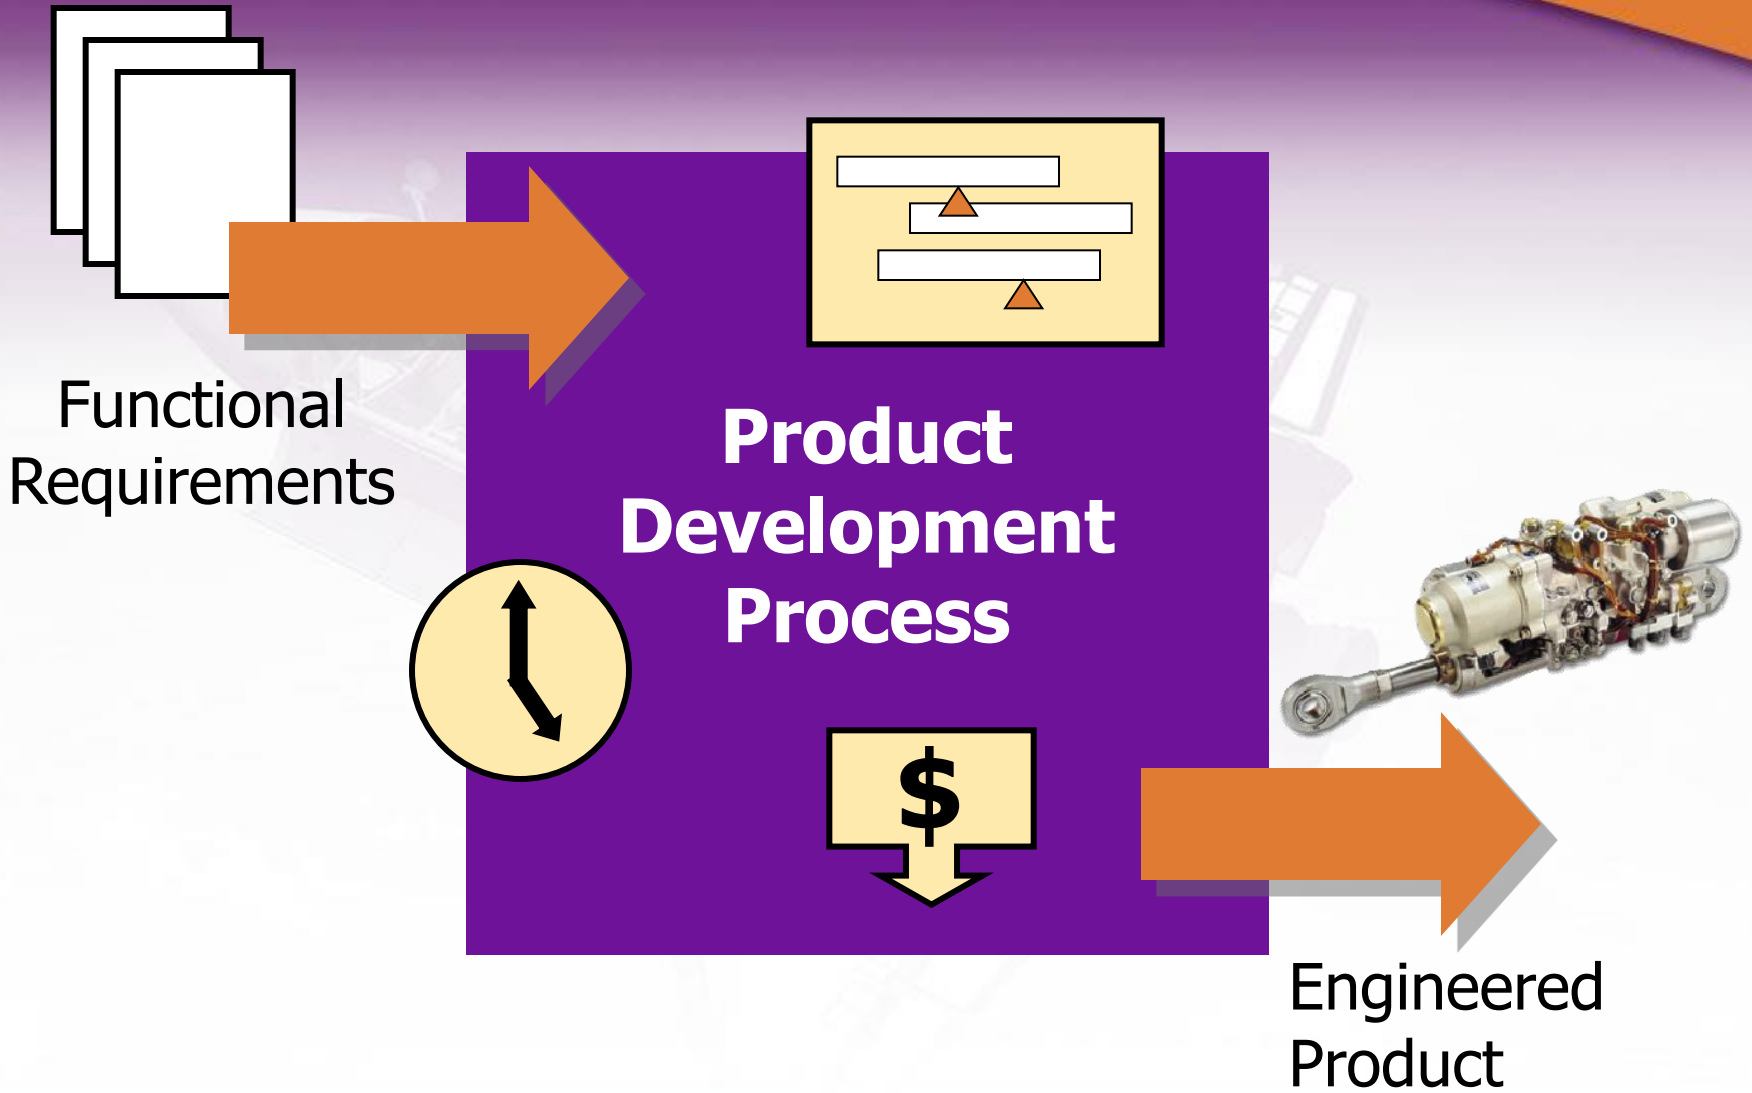 Functional
Requirements
Product
Development
Process
$
Engineered
Product